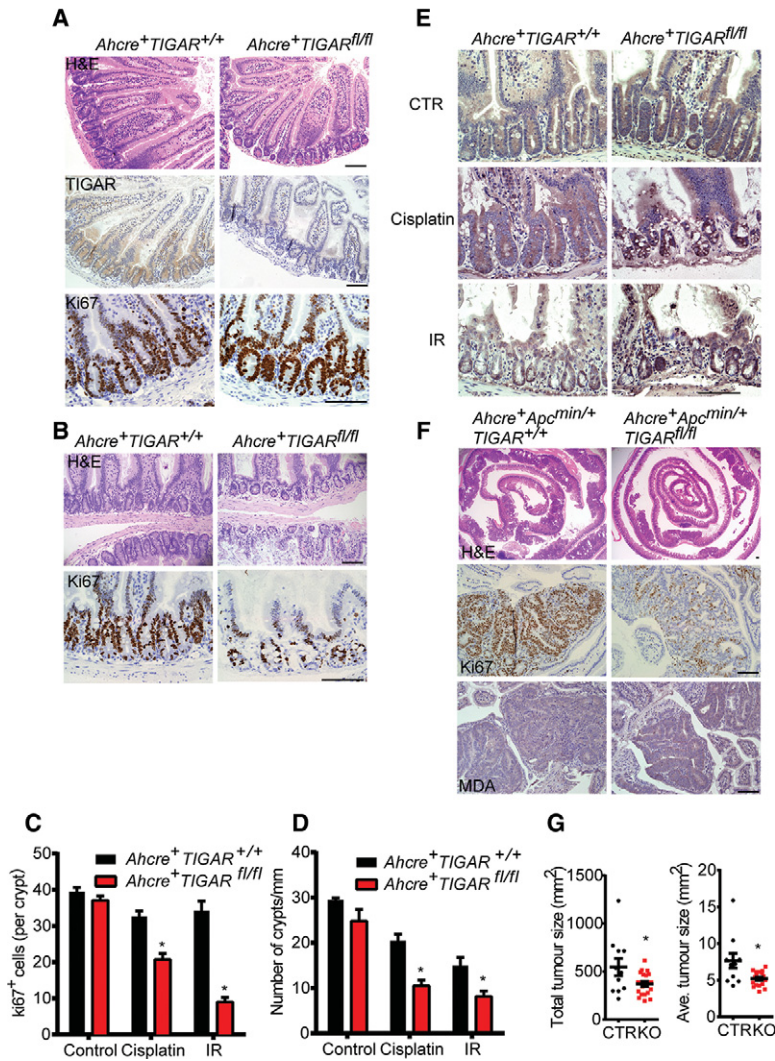 A
Ahcre+TIGAR+/+ Ahcre+TIGARfl/fl
H&E
TIGAR
Ki67
B
Ahcre+TIGAR+/+ Ahcre+TIGARfl/fl
H&E
Ki67
E
Ahcre+TIGAR+/+ Ahcre+TIGARfl/fl
CTR
Cisplatin
IR
F
Ahcre+Apcmin/+ Ahcre+Apcmin/+
TIGAR+/+ TIGARfl/fl
H&E
Ki67
MDA
C
Ahcre+TIGAR+/+
Ahcre+TIGAR fl/fl
ki67+ cells (per crypt)
50
40
30
20
10
0
* *
Control Cisplatin IR
D
Ahcre+TIGAR+/+
Ahcre+TIGAR fl/fl
Number of crypts/mm
40
30
20
10
0
* *
Control Cisplatin IR
G
Total tumour size (mm2)
1500
1000
500
0
*
CTR KO
Ave. tumour size (mm2)
20
15
10
5
0
*
CTR KO